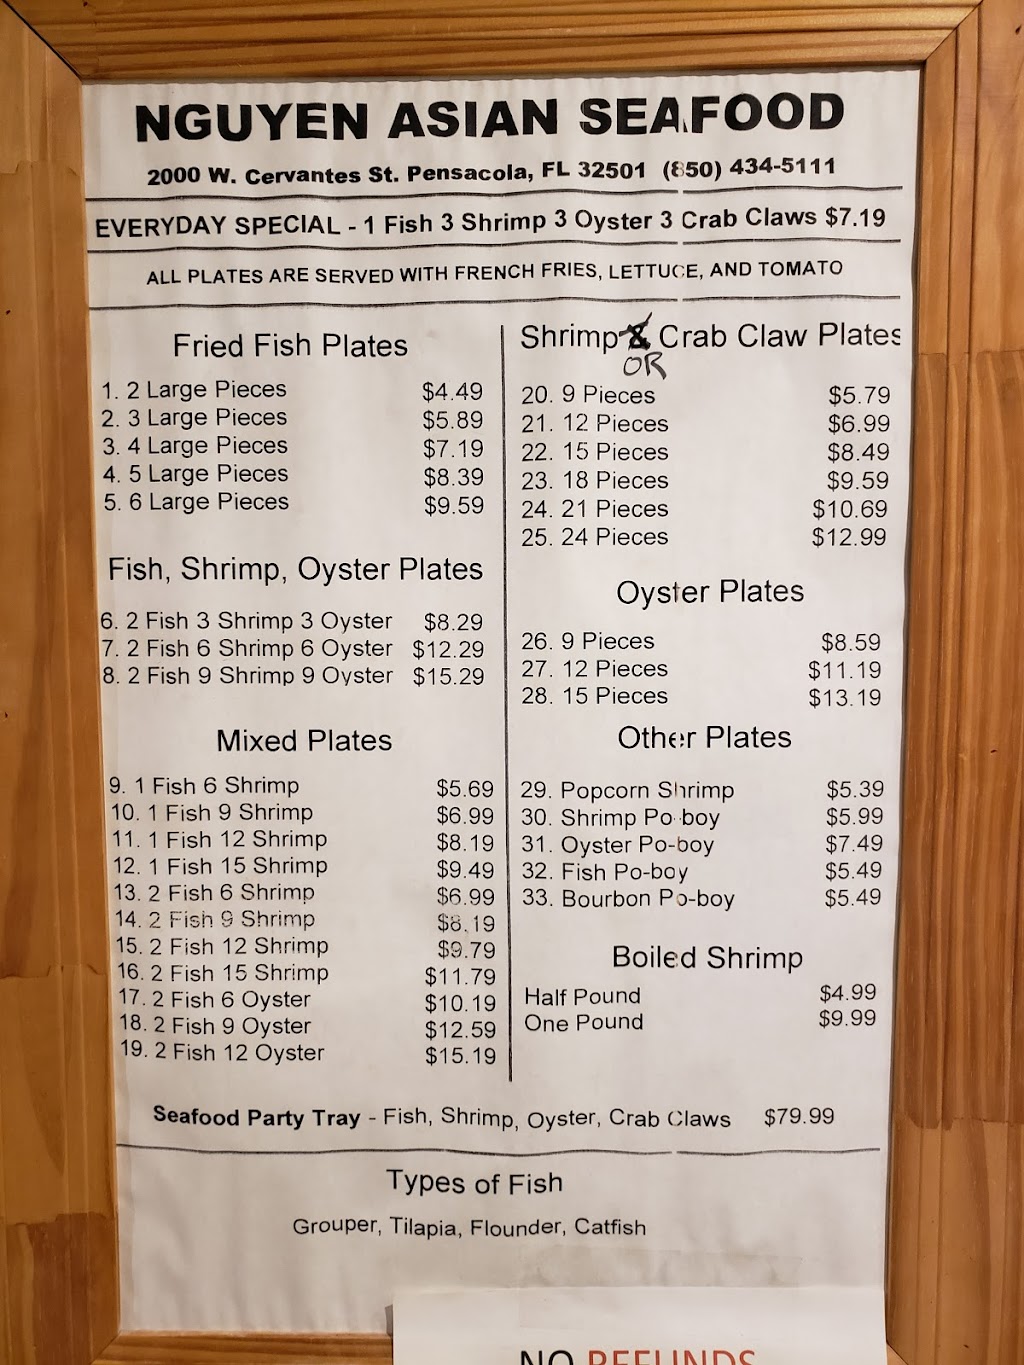 NGUYEN ASIAN SEAFOOD
2000 W. Cervantes St. Pensacola, FL 32501 (850) 434-5111
EVERYDAY SPECIAL - 1 Fish 3 Shrimp 3 Oyster 3 Crab Claws $7.19
ALL PLATES ARE SERVED WITH FRENCH FRIES, LETTUCE, AND TOMATO
Fried Fish Plates
1. 2 Large Pieces $4.49
2. 3 Large Pieces $5.89
3. 4 Large Pieces $7.19
4. 5 Large Pieces $8.39
5. 6 Large Pieces $9.59
Fish, Shrimp, Oyster Plates
6. 2 Fish 3 Shrimp 3 Oyster $8.29
7. 2 Fish 6 Shrimp 6 Oyster $12.29
8. 2 Fish 9 Shrimp 9 Oyster $15.29
Mixed Plates
9. 1 Fish 6 Shrimp $5.69
10. 1 Fish 9 Shrimp $6.99
11. 1 Fish 12 Shrimp $8.19
12. 1 Fish 15 Shrimp $9.49
13. 2 Fish 6 Shrimp $6.99
14. 2 Fish 9 Shrimp $8.19
15. 2 Fish 12 Shrimp $9.79
16. 2 Fish 15 Shrimp $11.79
17. 2 Fish 6 Oyster $10.19
18. 2 Fish 9 Oyster $12.59
19. 2 Fish 12 Oyster $15.19
Shrimp & Crab Claw Plates
OR
20. 9 Pieces $5.79
21. 12 Pieces $6.99
22. 15 Pieces $8.49
23. 18 Pieces $9.59
24. 21 Pieces $10.69
25. 24 Pieces $12.99
Oyster Plates
26. 9 Pieces $8.59
27. 12 Pieces $11.19
28. 15 Pieces $13.19
Other Plates
29. Popcorn Shrimp $5.39
30. Shrimp Po-boy $5.99
31. Oyster Po-boy $7.49
32. Fish Po-boy $5.49
33. Bourbon Po-boy $5.49
Boiled Shrimp
Half Pound $4.99
One Pound $9.99
Seafood Party Tray - Fish, Shrimp, Oyster, Crab Claws $79.99
Types of Fish
Grouper, Tilapia, Flounder, Catfish
NO REFUNDS